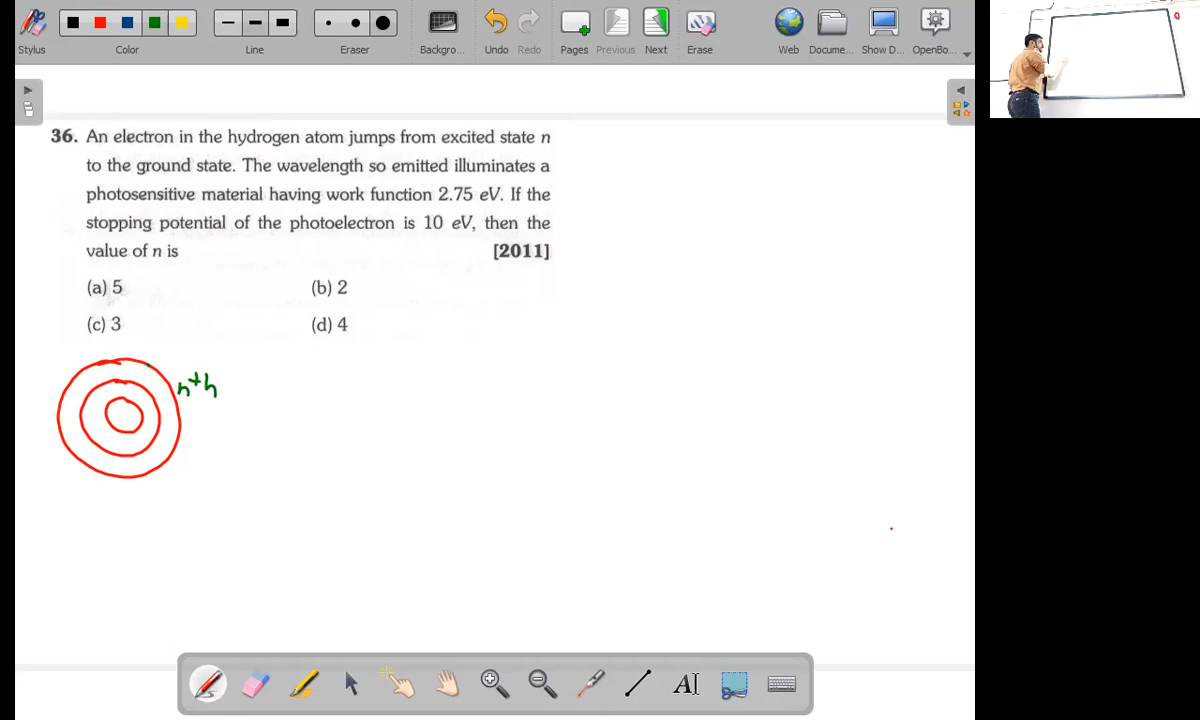 Stylus
Color
Line
Eraser
Backgro...
Undo
Redo
Pages
Previous
Next
Erase
Web
Docume...
Show D...
OpenBo...
36. An electron in the hydrogen atom jumps from excited state n
to the ground state. The wavelength so emitted illuminates a
photosensitive material having work function 2.75 eV. If the
stopping potential of the photoelectron is 10 eV, then the
value of n is [2011]
(a) 5 (b) 2
(c) 3 (d) 4
nth
AI